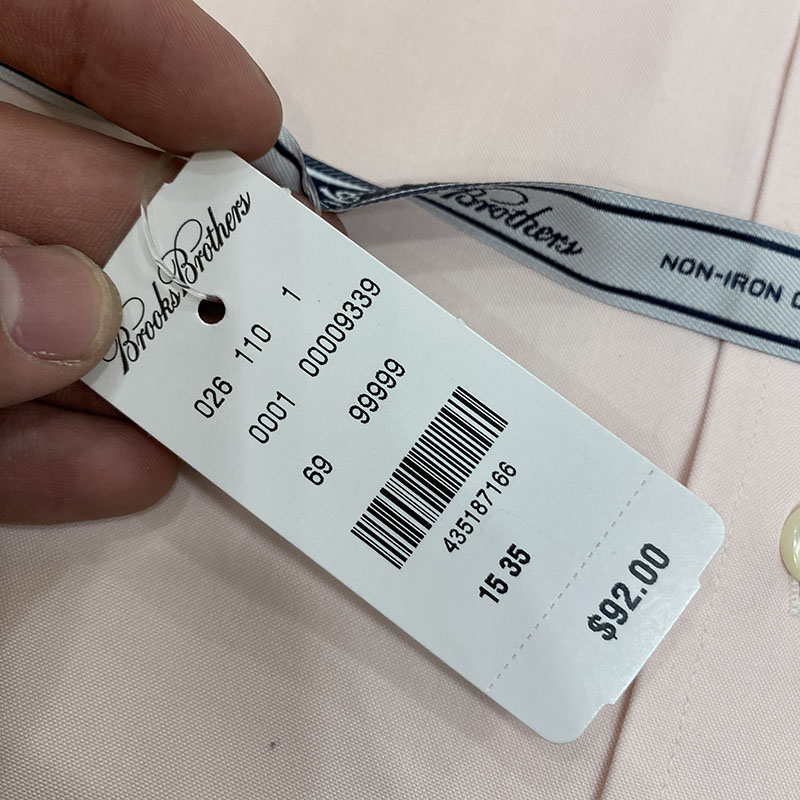 Brooks Brothers
026 110 1
0001 00009339
69 99999
435187166
15 35
$92.00
Brothers
NON-IRON